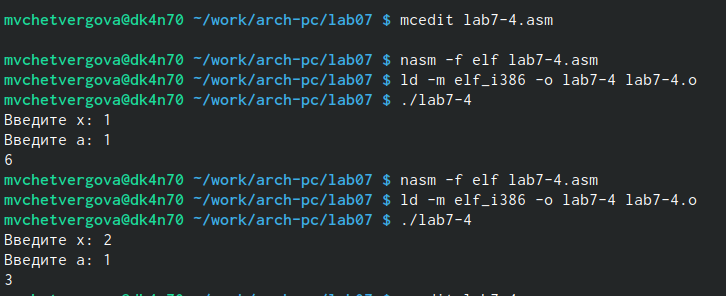 mvchetvergova@dk4n70 ~/work/arch-pc/lab07 $ mcedit lab7-4.asm
mvchetvergova@dk4n70 ~/work/arch-pc/lab07 $ nasm -f elf lab7-4.asm
mvchetvergova@dk4n70 ~/work/arch-pc/lab07 $ ld -m elf_i386 -o lab7-4 lab7-4.o
mvchetvergova@dk4n70 ~/work/arch-pc/lab07 $ ./lab7-4
Введите x: 1
Введите a: 1
6
mvchetvergova@dk4n70 ~/work/arch-pc/lab07 $ nasm -f elf lab7-4.asm
mvchetvergova@dk4n70 ~/work/arch-pc/lab07 $ ld -m elf_i386 -o lab7-4 lab7-4.o
mvchetvergova@dk4n70 ~/work/arch-pc/lab07 $ ./lab7-4
Введите x: 2
Введите a: 1
3